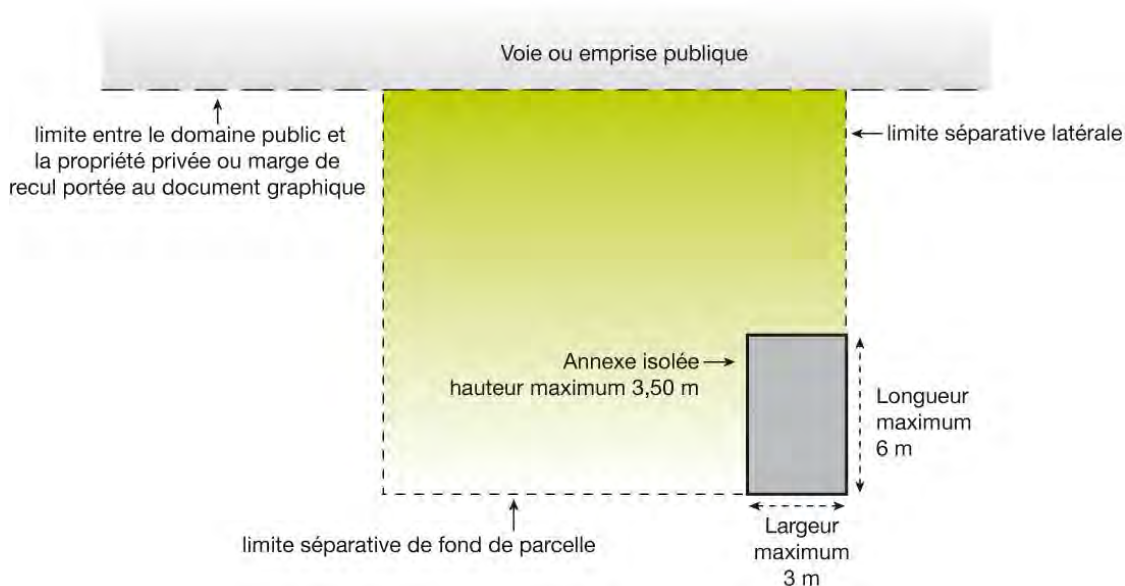 Voie ou emprise publique
limite entre le domaine public et
la propriété privée ou marge de
recul portée au document graphique
limite séparative latérale
Annexe isolée
hauteur maximum 3,50 m
Longueur
maximum
6 m
limite séparative de fond de parcelle
Largeur
maximum
3 m